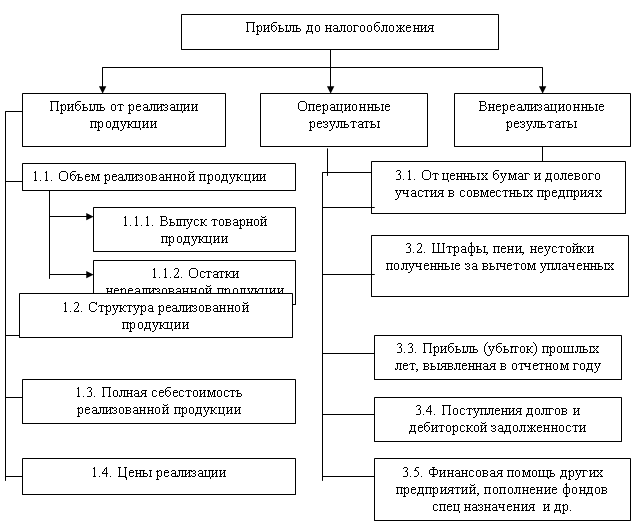 Прибыль до налогообложения
Прибыль от реализации
продукции
Операционные
результаты
Внереализационные
результаты
1.1. Объем реализованной продукции
1.1.1. Выпуск товарной
продукции
1.1.2. Остатки
нереализованной продукции
1.2. Структура реализованной
продукции
1.3. Полная себестоимость
реализованной продукции
1.4. Цены реализации
3.1. От ценных бумаг и долевого
участия в совместных предприях
3.2. Штрафы, пени, неустойки
полученные за вычетом уплаченных
3.3. Прибыль (убыток) прошлых
лет, выявленная в отчетном году
3.4. Поступления долгов и
дебиторской задолженности
3.5. Финансовая помощь других
предприятий, пополнение фондов
спец назначения и др.